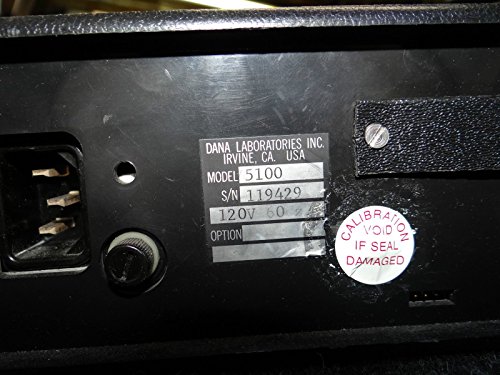 DANA LABORATORIES INC.
IRVINE, CA. USA
MODEL 5100
S/N 119429
120V 60
OPTION
CALIBRATION
VOID
IF SEAL
DAMAGED